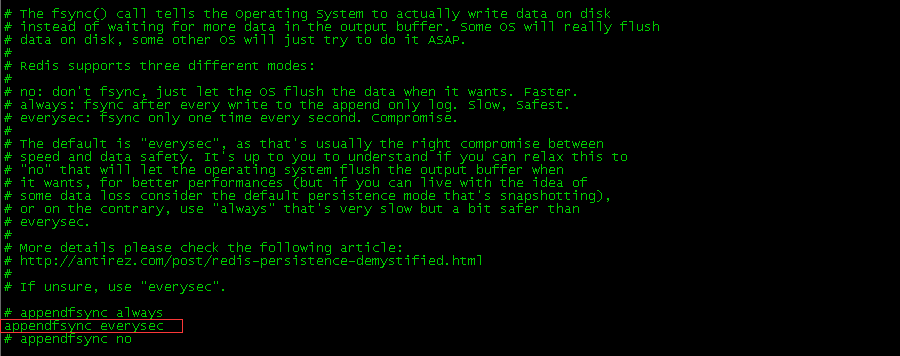 # The fsync() call tells the Operating System to actually write data on disk
# instead of waiting for more data in the output buffer. Some OS will really flush
# data on disk, some other OS will just try to do it ASAP.
#
# Redis supports three different modes:
#
# no: don't fsync, just let the OS flush the data when it wants. Faster.
# always: fsync after every write to the append only log. Slow, Safest.
# everysec: fsync only one time every second. Compromise.
#
# The default is "everysec", as that's usually the right compromise between
# speed and data safety. It's up to you to understand if you can relax this to
# "no" that will let the operating system flush the output buffer when
# it wants, for better performances (but if you can live with the idea of
# some data loss consider the default persistence mode that's snapshotting),
# or on the contrary, use "always" that's very slow but a bit safer than
# everysec.
#
# More details please check the following article:
# http://antirez.com/post/redis-persistence-demystified.html
#
# If unsure, use "everysec".

# appendfsync always
appendfsync everysec
# appendfsync no